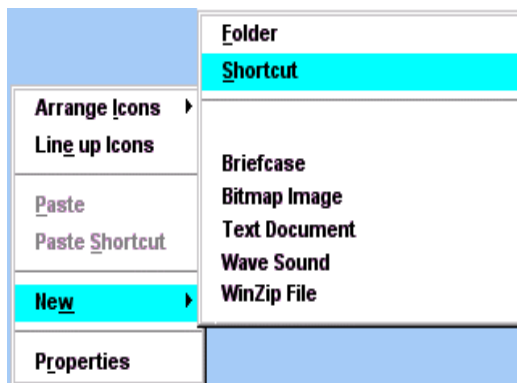 Arrange Icons
Line up Icons
Paste
Paste Shortcut
New
Properties
Folder
Shortcut
Briefcase
Bitmap Image
Text Document
Wave Sound
WinZip File